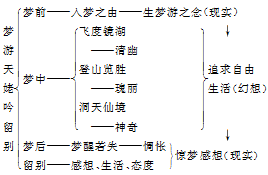 梦游天姥吟留别
梦前——入梦之由——生梦游之念(现实)
梦中
飞度镜湖
——清幽
登山览胜
——瑰丽
洞天仙境
——神奇
追求自由
生活(幻想)
梦后——梦醒若失——惆怅
留别——感想、生活、态度
惊梦感想(现实)